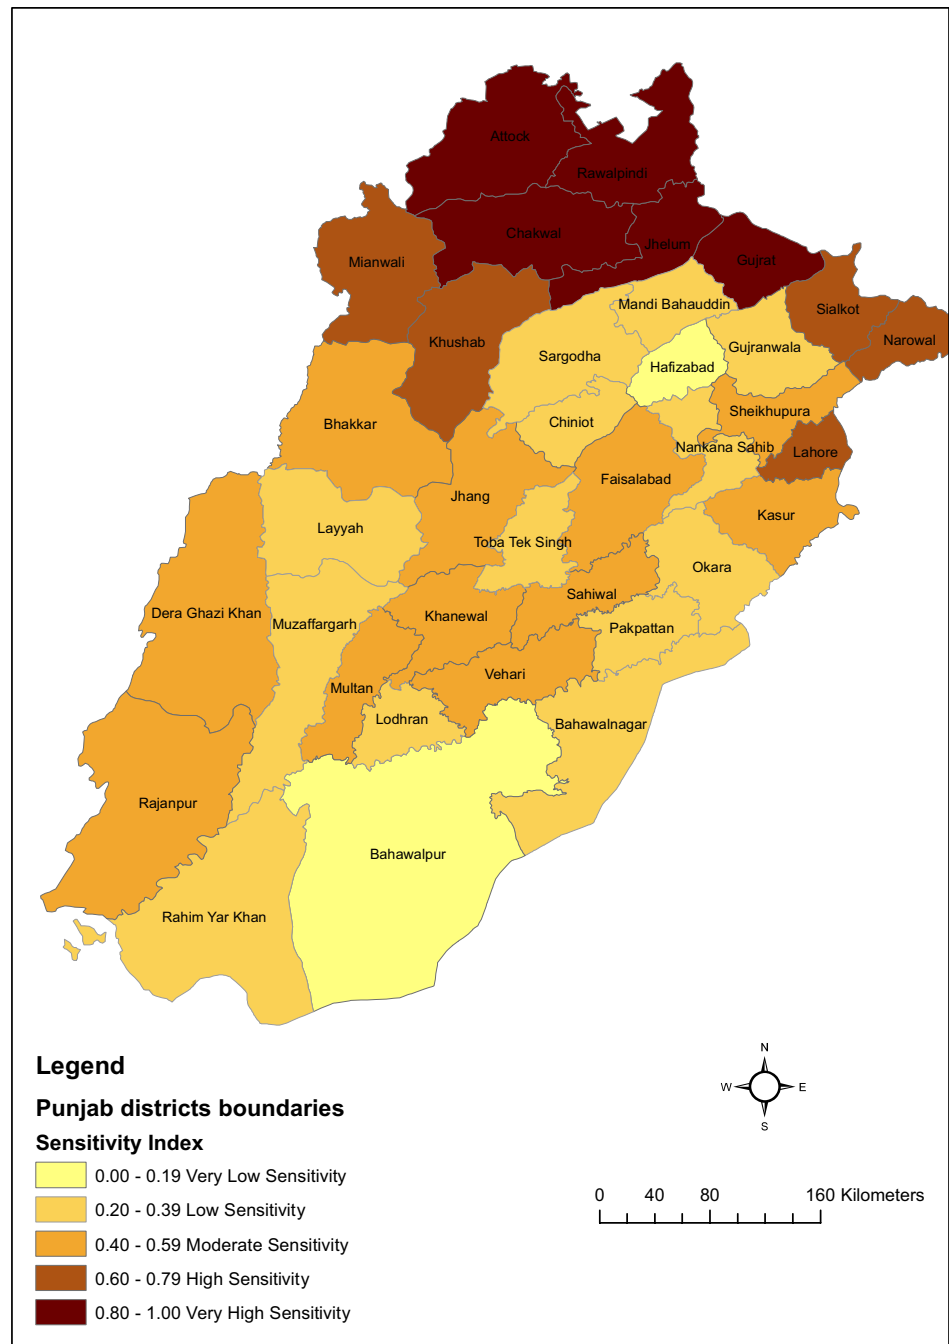 Attock
Rawalpindi
Chakwal
Jhelum
Gujrat
Mianwali
Mandi Bahauddin
Sialkot
Khushab
Narowal
Sargodha
Gujranwala
Hafizabad
Sheikhupura
Bhakkar
Chiniot
Nankana Sahib
Lahore
Faisalabad
Jhang
Kasur
Layyah
Toba Tek Singh
Okara
Sahiwal
Dera Ghazi Khan
Khanewal
Muzaffargarh
Pakpattan
Vehari
Multan
Lodhran
Bahawalnagar
Rajanpur
Bahawalpur
Rahim Yar Khan
Legend
Punjab districts boundaries
Sensitivity Index
0.00 - 0.19 Very Low Sensitivity
0.20 - 0.39 Low Sensitivity
0.40 - 0.59 Moderate Sensitivity
0.60 - 0.79 High Sensitivity
0.80 - 1.00 Very High Sensitivity
N
W E
S
0 40 80 160 Kilometers